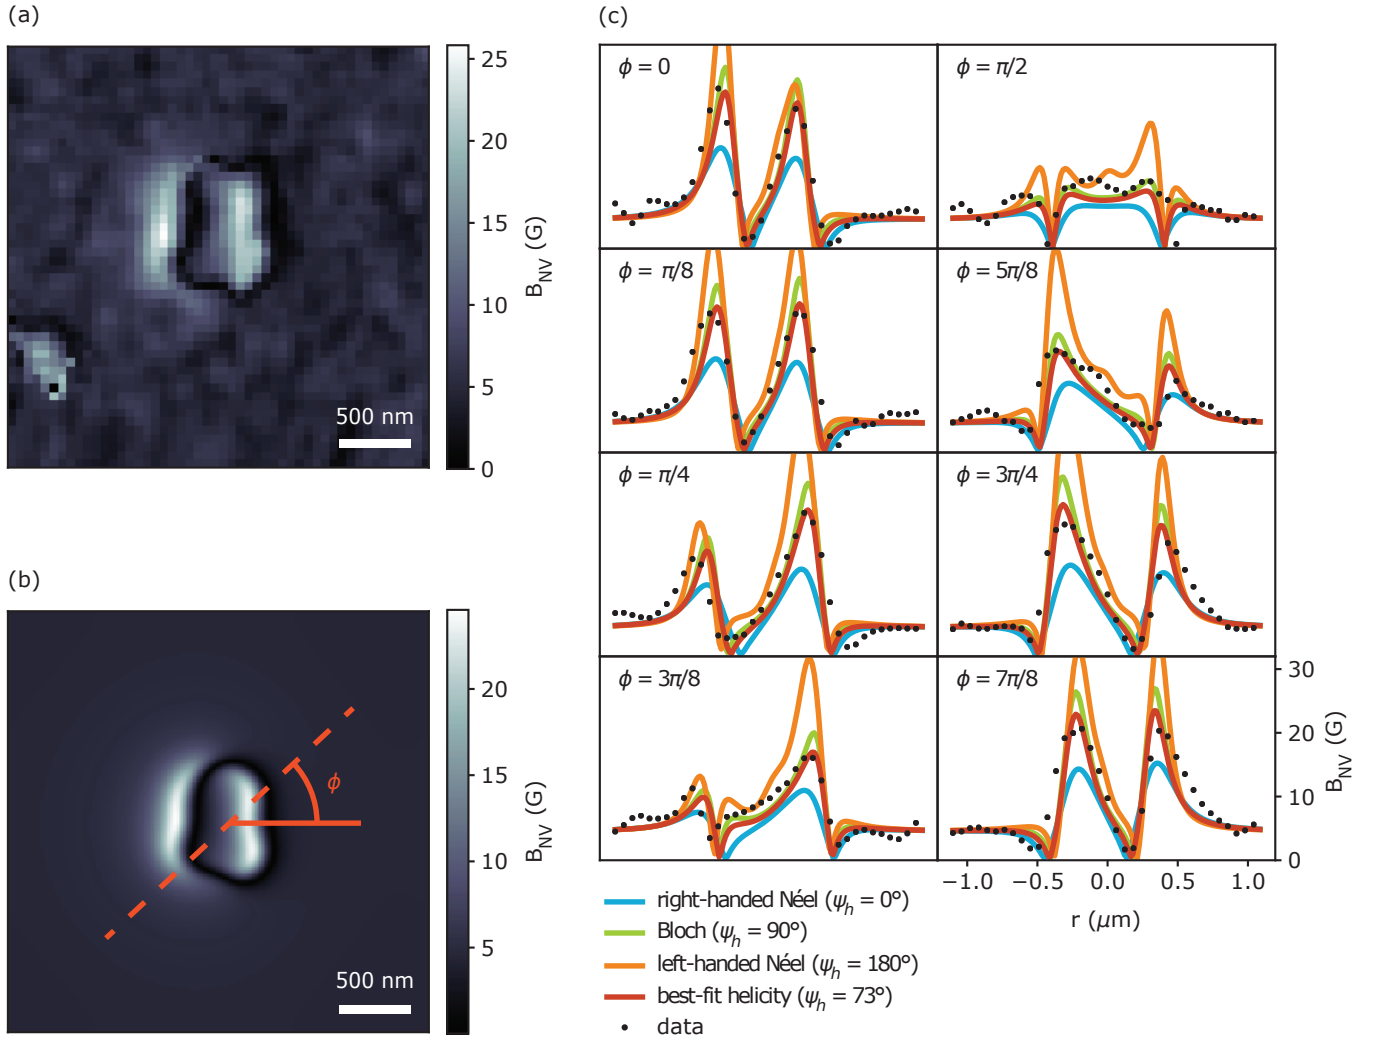 (a)
25
20
15
10
5
0
B_NV (G)
500 nm
(b)
20
15
10
5
B_NV (G)
ϕ
500 nm
(c)
ϕ = 0
ϕ = π/2
ϕ = π/8
ϕ = 5π/8
ϕ = π/4
ϕ = 3π/4
ϕ = 3π/8
ϕ = 7π/8
30
20
10
0
B_NV (G)
−1.0 −0.5 0.0 0.5 1.0
r (μm)
right-handed Néel (ψ_h = 0°)
Bloch (ψ_h = 90°)
left-handed Néel (ψ_h = 180°)
best-fit helicity (ψ_h = 73°)
data